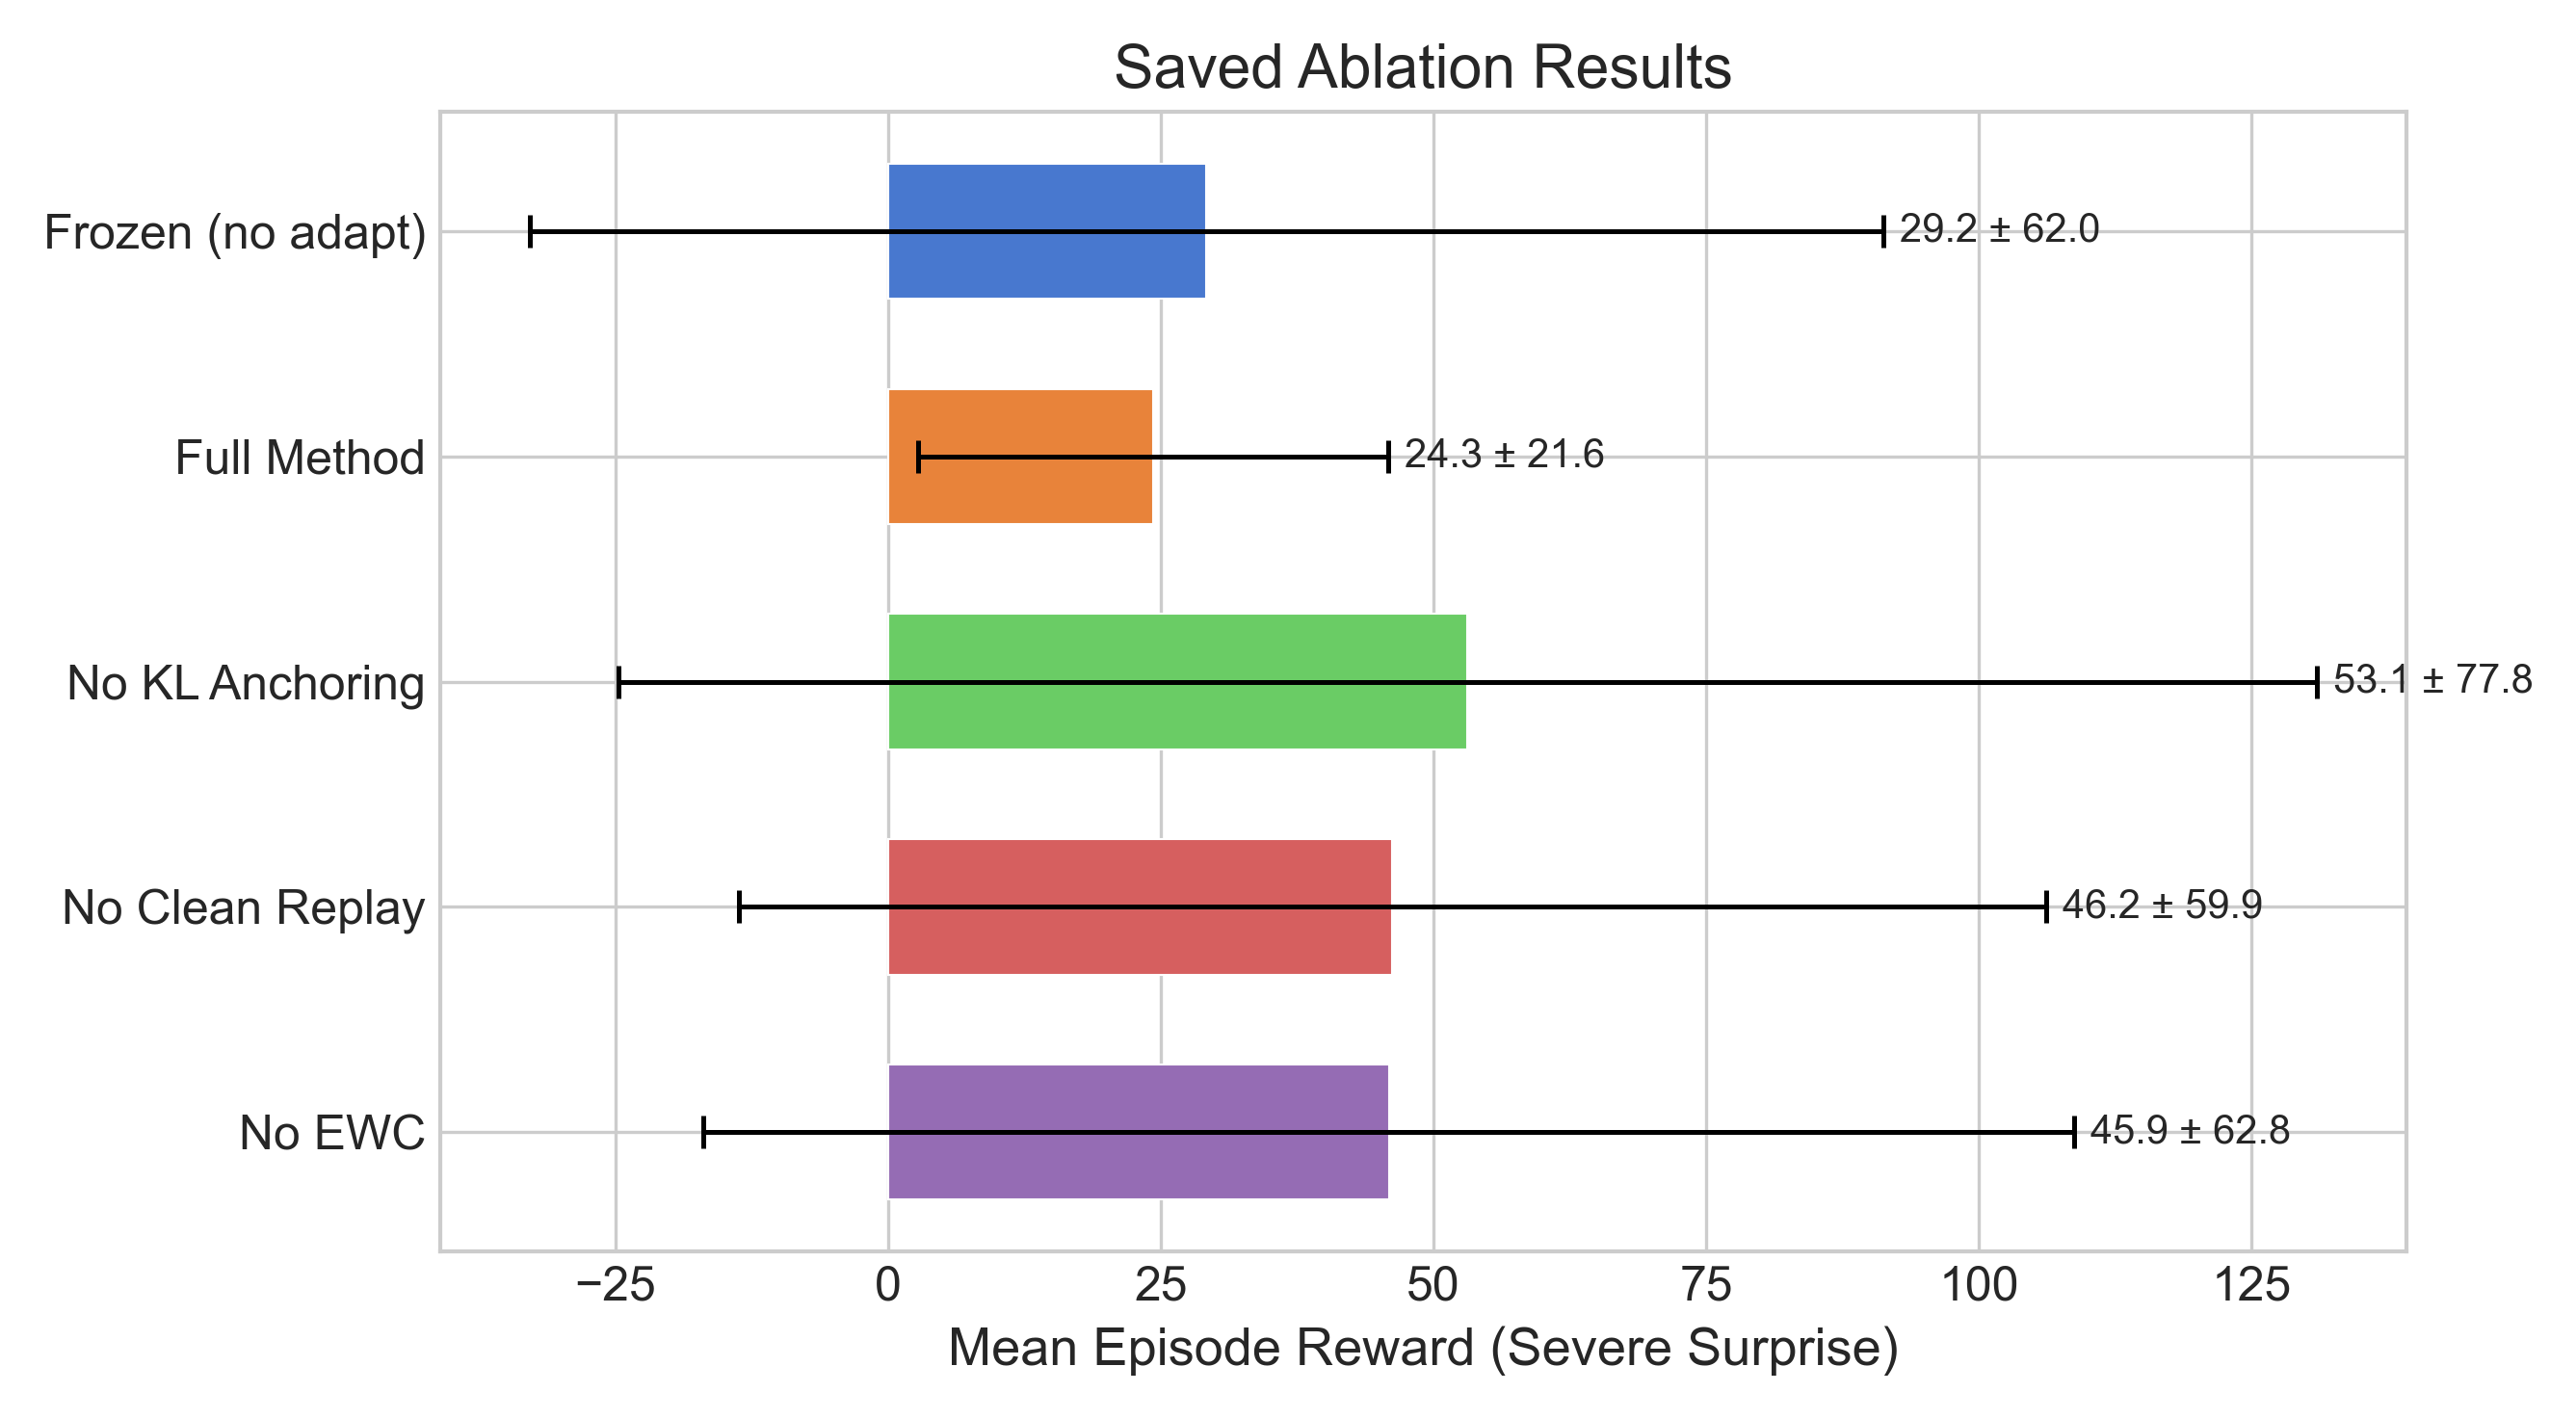 Saved Ablation Results
Frozen (no adapt)
29.2 ± 62.0
Full Method
24.3 ± 21.6
No KL Anchoring
53.1 ± 77.8
No Clean Replay
46.2 ± 59.9
No EWC
45.9 ± 62.8
−25 0 25 50 75 100 125
Mean Episode Reward (Severe Surprise)